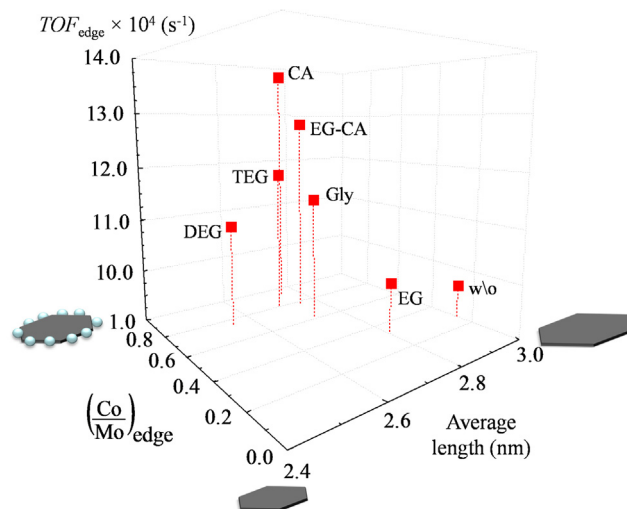 TOFedge × 10⁴ (s⁻¹)
14.0
CA
13.0
EG-CA
12.0
TEG
Gly
11.0
DEG
10.0
EG
w\o
1.0
0.8
0.6
0.4
0.2
0.0
2.4
2.6
2.8
3.0
(Co
Mo)edge
Average
length (nm)